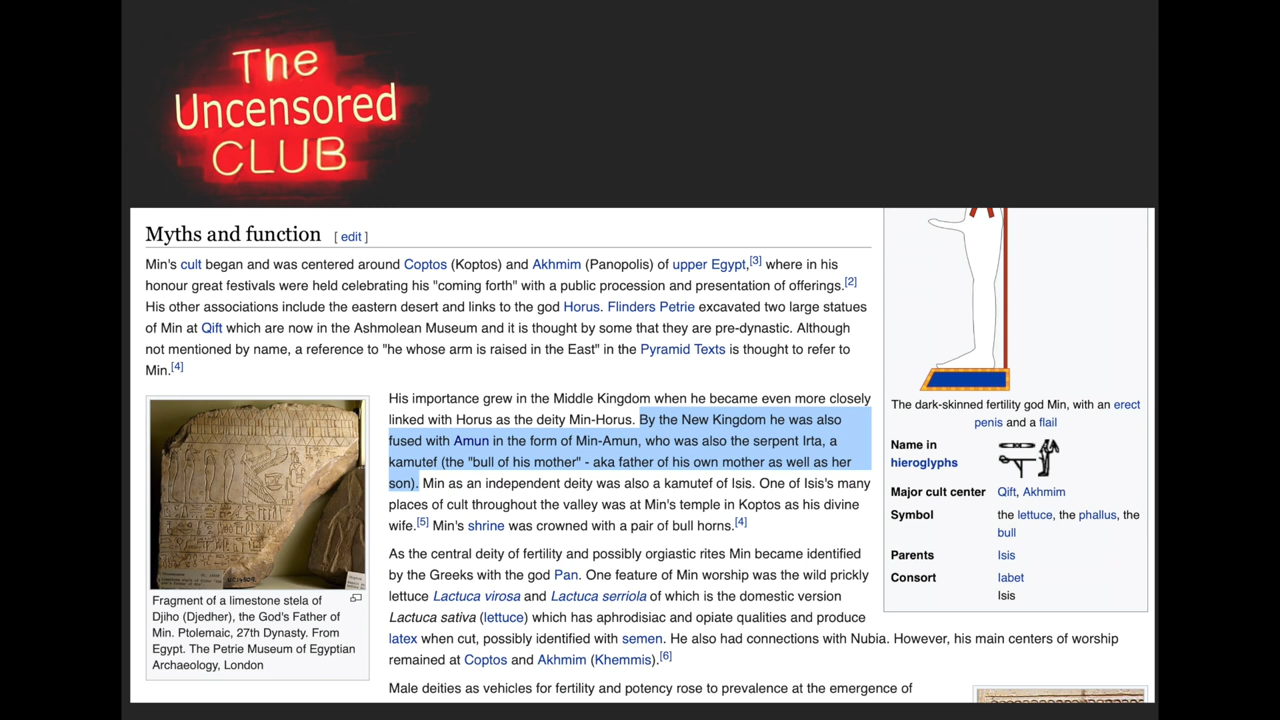 The
Uncensored
CLUB
Myths and function [ edit ]
Min's cult began and was centered around Coptos (Koptos) and Akhmim (Panopolis) of upper Egypt,[3] where in his
honour great festivals were held celebrating his "coming forth" with a public procession and presentation of offerings.[2]
His other associations include the eastern desert and links to the god Horus. Flinders Petrie excavated two large statues
of Min at Qift which are now in the Ashmolean Museum and it is thought by some that they are pre-dynastic. Although
not mentioned by name, a reference to "he whose arm is raised in the East" in the Pyramid Texts is thought to refer to
Min.[4]
His importance grew in the Middle Kingdom when he became even more closely
linked with Horus as the deity Min-Horus. By the New Kingdom he was also
fused with Amun in the form of Min-Amun, who was also the serpent Irta, a
kamutef (the "bull of his mother" - aka father of his own mother as well as her
son). Min as an independent deity was also a kamutef of Isis. One of Isis's many
places of cult throughout the valley was at Min's temple in Koptos as his divine
wife.[5] Min's shrine was crowned with a pair of bull horns.[4]
As the central deity of fertility and possibly orgiastic rites Min became identified
by the Greeks with the god Pan. One feature of Min worship was the wild prickly
lettuce Lactuca virosa and Lactuca serriola of which is the domestic version
Lactuca sativa (lettuce) which has aphrodisiac and opiate qualities and produce
latex when cut, possibly identified with semen. He also had connections with Nubia. However, his main centers of worship
remained at Coptos and Akhmim (Khemmis).[6]
Male deities as vehicles for fertility and potency rose to prevalence at the emergence of
Fragment of a limestone stela of
Djiho (Djedher), the God's Father of
Min. Ptolemaic, 27th Dynasty. From
Egypt. The Petrie Museum of Egyptian
Archaeology, London
The dark-skinned fertility god Min, with an erect
penis and a flail
Name in
hieroglyphs
Major cult center Qift, Akhmim
Symbol the lettuce, the phallus, the
bull
Parents Isis
Consort Iabet
Isis